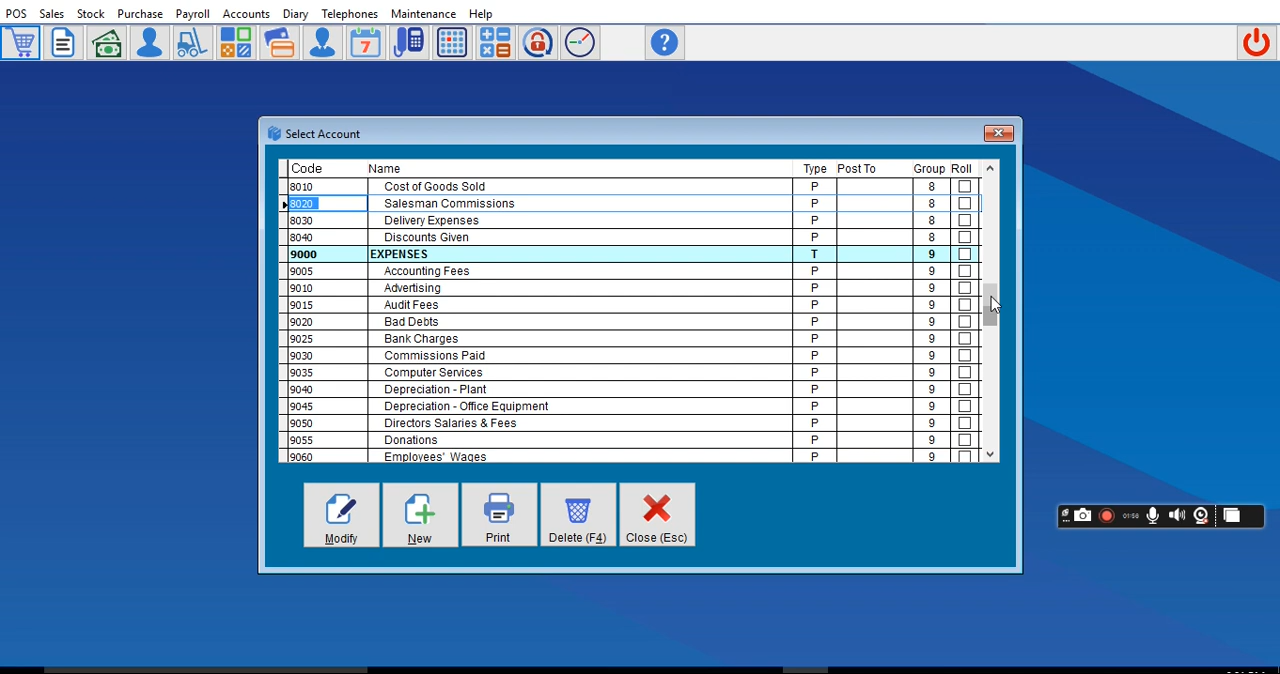 POS Sales Stock Purchase Payroll Accounts Diary Telephones Maintenance Help
7
?
Select Account
Code Name Type Post To Group Roll
8010 Cost of Goods Sold P 8
8020 Salesman Commissions P 8
8030 Delivery Expenses P 8
8040 Discounts Given P 8
9000 EXPENSES T 9
9005 Accounting Fees P 9
9010 Advertising P 9
9015 Audit Fees P 9
9020 Bad Debts P 9
9025 Bank Charges P 9
9030 Commissions Paid P 9
9035 Computer Services P 9
9040 Depreciation - Plant P 9
9045 Depreciation - Office Equipment P 9
9050 Directors Salaries & Fees P 9
9055 Donations P 9
9060 Employees' Wages P 9
01:58
Modify New Print Delete (F4) Close (Esc)